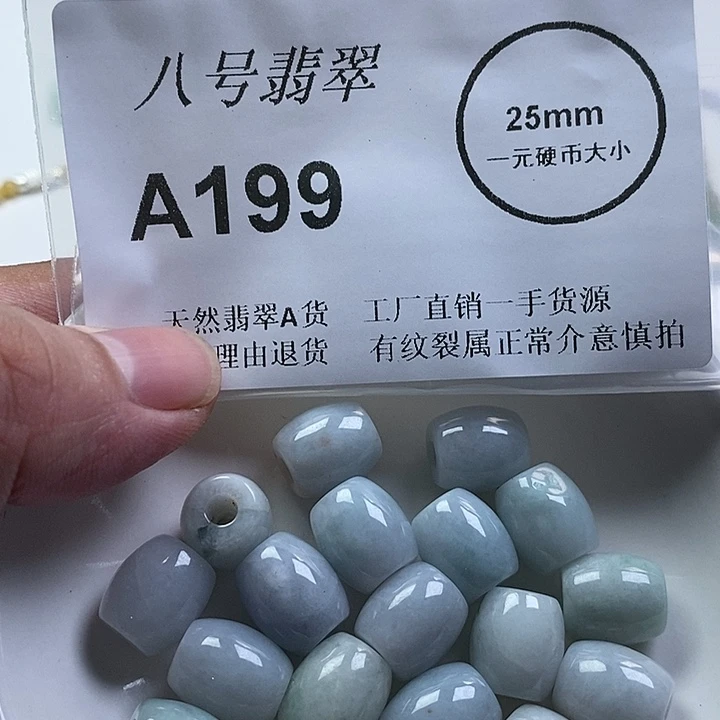 八号翡翠
A199
25mm
一元硬币大小
天然翡翠A货 工厂直销一手货源
理由退货 有纹裂属正常介意慎拍